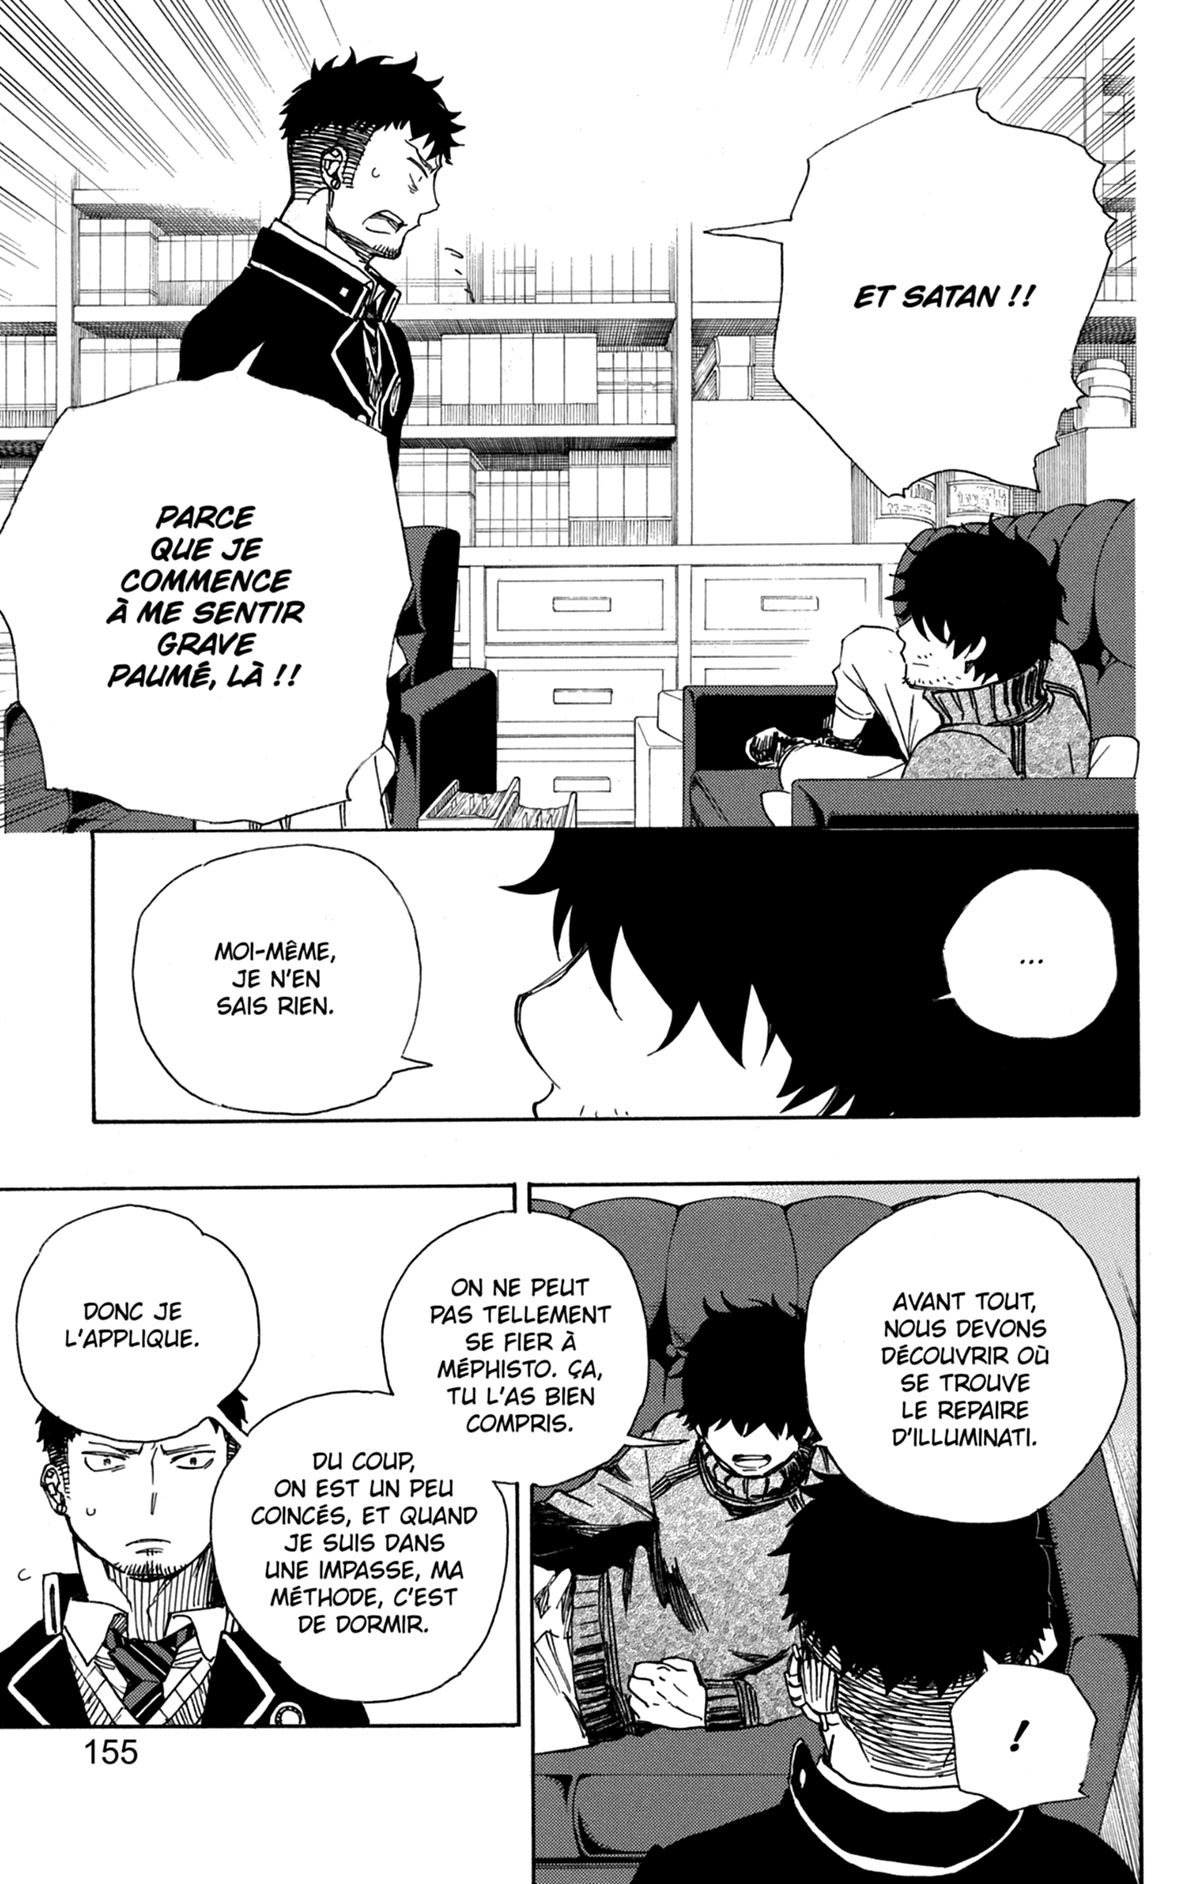 ET SATAN !!
PARCE
QUE JE
COMMENCE
À ME SENTIR
GRAVE
PAUMÉ, LÀ !!
...
MOI-MÊME,
JE N'EN
SAIS RIEN.
AVANT TOUT,
NOUS DEVONS
DÉCOUVRIR OÙ
SE TROUVE
LE REPAIRE
D'ILLUMINATI.
!
ON NE PEUT
PAS TELLEMENT
SE FIER À
MÉPHISTO. ÇA,
TU L'AS BIEN
COMPRIS.
DU COUP,
ON EST UN PEU
COINCÉS, ET QUAND
JE SUIS DANS
UNE IMPASSE, MA
MÉTHODE, C'EST
DE DORMIR.
DONC JE
L'APPLIQUE.
155